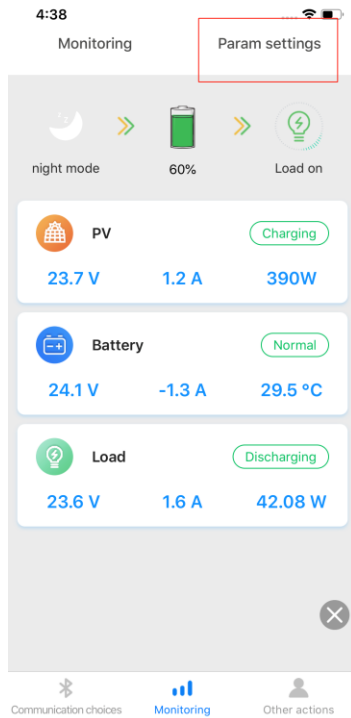 4:38
Monitoring Param settings
night mode 60% Load on
PV Charging
23.7 V 1.2 A 390W
Battery Normal
24.1 V -1.3 A 29.5 °C
Load Discharging
23.6 V 1.6 A 42.08 W
Communication choices Monitoring Other actions